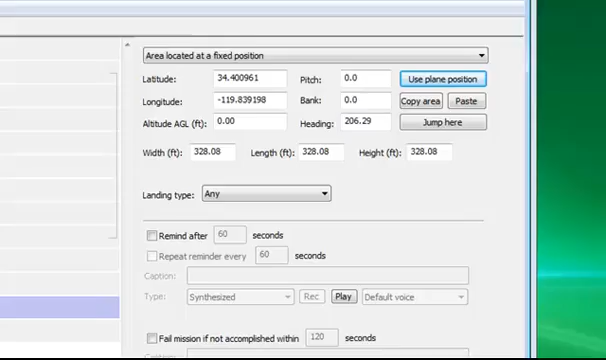 Area located at a fixed position
Latitude: 34.400961 Pitch: 0.0 Use plane position
Longitude: -119.839198 Bank: 0.0 Copy area Paste
Altitude AGL (ft): 0.00 Heading: 206.29 Jump here
Width (ft): 328.08 Length (ft): 328.08 Height (ft): 328.08
Landing type: Any
Remind after 60 seconds
Repeat reminder every 60 seconds
Caption:
Type: Synthesized Rec Play Default voice
Fail mission if not accomplished within 120 seconds